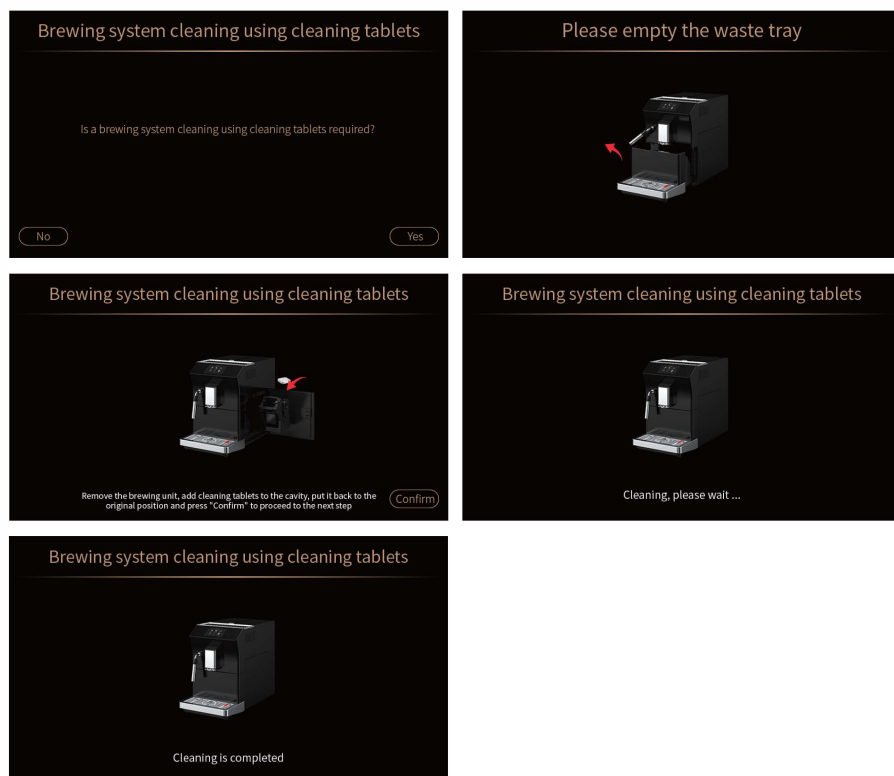 Brewing system cleaning using cleaning tablets
Is a brewing system cleaning using cleaning tablets required?
No
Yes
Please empty the waste tray
Brewing system cleaning using cleaning tablets
Remove the brewing unit, add cleaning tablets to the cavity, put it back to the
original position and press "Confirm" to proceed to the next step
Confirm
Brewing system cleaning using cleaning tablets
Cleaning, please wait ...
Brewing system cleaning using cleaning tablets
Cleaning is completed